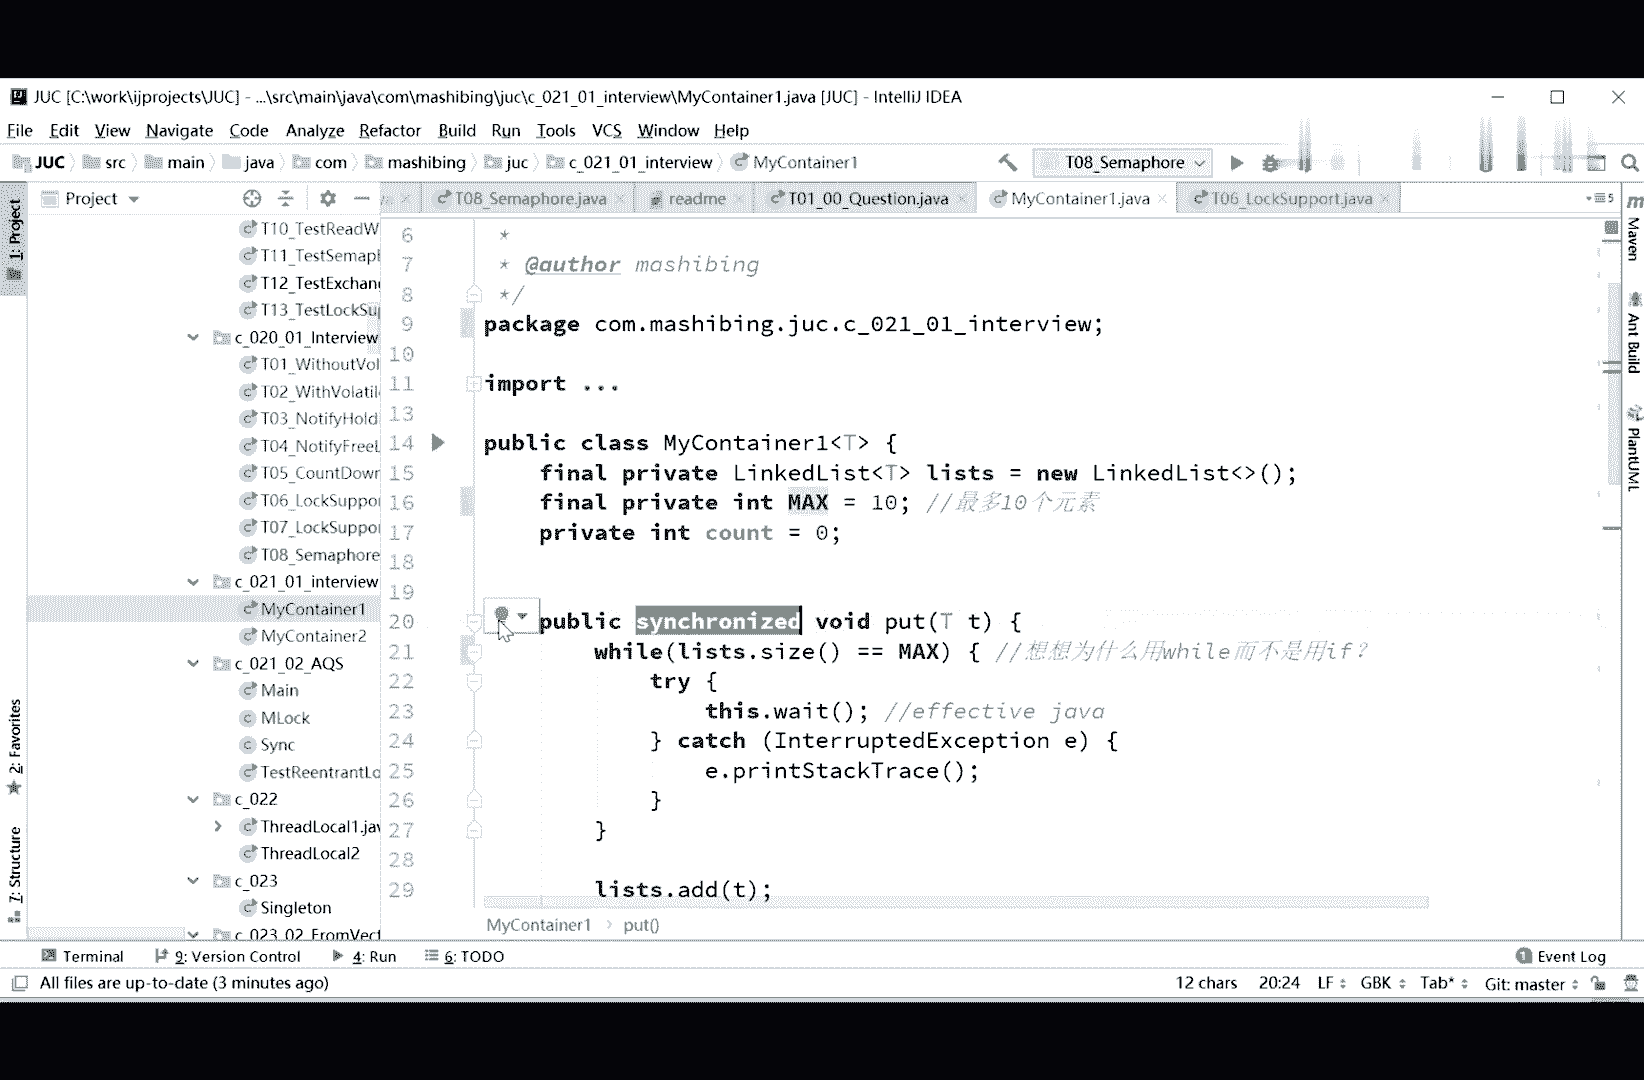 JUC [C:\work\ijprojects\JUC] - ...\src\main\java\com\mashibing\juc\c_021_01_interview\MyContainer1.java [JUC] - IntelliJ IDEA
File Edit View Navigate Code Analyze Refactor Build Run Tools VCS Window Help
JUC src main java com mashibing juc c_021_01_interview MyContainer1 T08_Semaphore
Project T08_Semaphore.java readme T01_00_Question.java MyContainer1.java T06_LockSupport.java 5
1: Project
2: Favorites
7: Structure
T10_TestReadW
T11_TestSemapl
T12_TestExchan
T13_TestLockSu
c_020_01_Interview
T01_WithoutVol
T02_WithVolatil
T03_NotifyHold
T04_NotifyFreeL
T05_CountDown
T06_LockSuppo
T07_LockSuppo
T08_Semaphore
c_021_01_interview
MyContainer1
MyContainer2
c_021_02_AQS
Main
MLock
Sync
TestReentrantLo
c_022
ThreadLocal1.jav
ThreadLocal2
c_023
Singleton
c_023_02_FromVect
6 *
7 * @author mashibing
8 */
9 package com.mashibing.juc.c_021_01_interview;
10
11 import ...
13
14 public class MyContainer1<T> {
15 final private LinkedList<T> lists = new LinkedList<>();
16 final private int MAX = 10; //最多10个元素
17 private int count = 0;
18
19
20 public synchronized void put(T t) {
21 while(lists.size() == MAX) { //想想为什么用while而不是用if?
22 try {
23 this.wait(); //effective java
24 } catch (InterruptedException e) {
25 e.printStackTrace();
26 }
27 }
28
29 lists.add(t);
MyContainer1 put()
m
Maven
Ant Build
PlantUML
Terminal 9: Version Control 4: Run 6: TODO 1 Event Log
All files are up-to-date (3 minutes ago) 12 chars 20:24 LF GBK Tab* Git: master